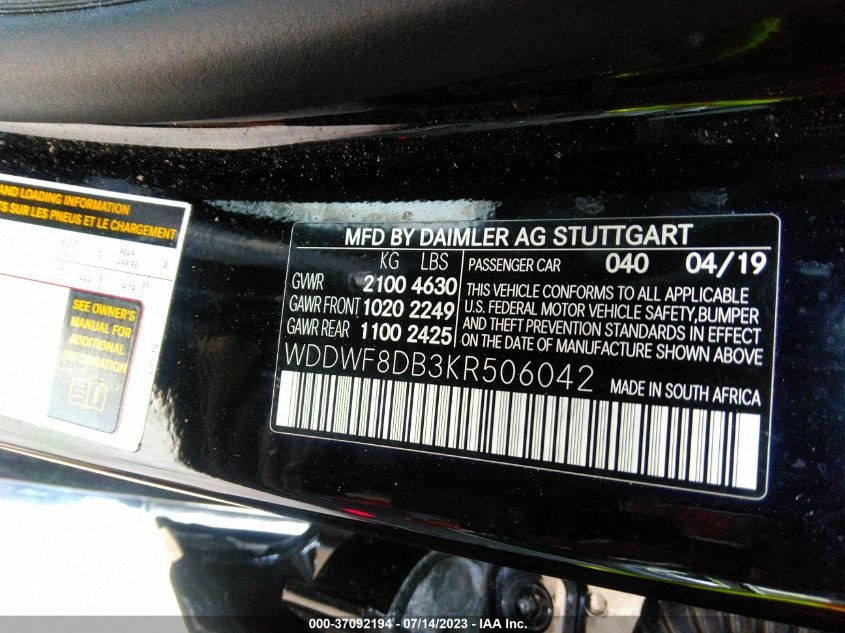 AND LOADING INFORMATION
S SUR LES PNEUS ET LE CHARGEMENT
SEE OWNER'S
MANUAL FOR
ADDITIONAL
INFORMATION
MFD BY DAIMLER AG STUTTGART
KG LBS
GVWR 2100 4630
GAWR FRONT 1020 2249
GAWR REAR 1100 2425
PASSENGER CAR 040 04/19
THIS VEHICLE CONFORMS TO ALL APPLICABLE
U.S. FEDERAL MOTOR VEHICLE SAFETY,BUMPER
AND THEFT PREVENTION STANDARDS IN EFFECT
ON THE DATE OF MANUFACTURE SHOWN ABOVE
WDDWF8DB3KR506042
MADE IN SOUTH AFRICA
000-37092194 - 07/14/2023 - IAA Inc.